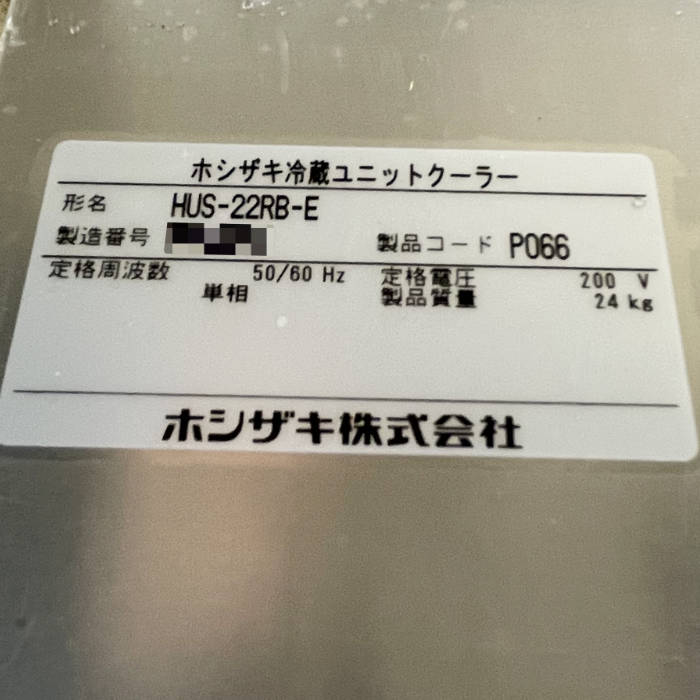 ホシザキ冷蔵ユニットクーラー
形名 HUS-22RB-E
製造番号 製品コード P066
定格周波数 50/60 Hz 定格電圧 200 V
単相 製品質量 24 kg
ホシザキ株式会社